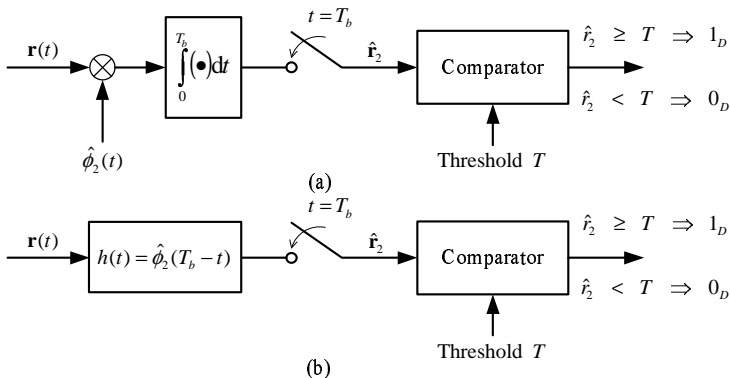 r(t)
φ̂₂(t)
∫₀^{T_b} (•)dt
t = T_b
r̂₂
Comparator
Threshold T
r̂₂ ≥ T ⇒ 1_D
r̂₂ < T ⇒ 0_D
(a)
r(t)
h(t) = φ̂₂(T_b − t)
t = T_b
r̂₂
Comparator
Threshold T
r̂₂ ≥ T ⇒ 1_D
r̂₂ < T ⇒ 0_D
(b)